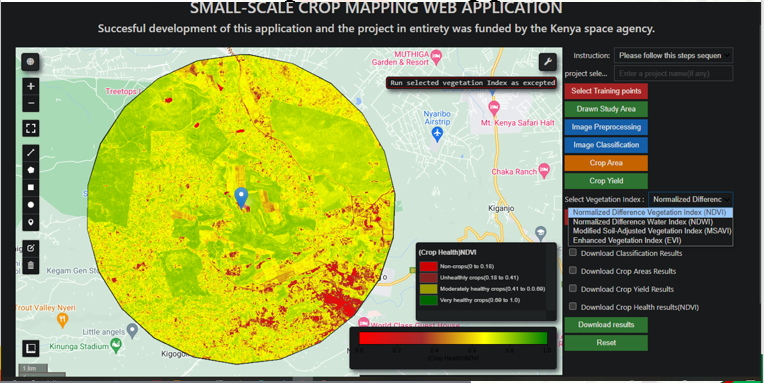 SMALL-SCALE CROP MAPPING WEB APPLICATION
Succesful development of this application and the project in entirety was funded by the Kenya space agency.
MUTHIGA
Garden & Resort
Run selected vegetation Index as excepted
Treetops
Nyaribo
Airstrip
Mt. Kenya Safari Halt
Chaka Ranch
Kiganjo
Kegam Gen St
Trout Valley Nyeri
Little angels
Kinunga Stadium
Kigogo
World Class Guest House
1 km
(Crop Health)NDVI
Non-crops(0 to 0.18)
Unhealthy crops(0.18 to 0.41)
Moderately healthy crops(0.41 to 0.0.69)
Very healthy crops(0.69 to 1.0)
(Crop Health)NDVI
Instruction:
Please follow this steps sequen
project sele...
Enter a project name(if any)
Select Training points
Drawn Study Area
Image Preprocessing
Image Classification
Crop Area
Crop Yield
Select Vegetation Index :
Normalized Differenc
Normalized Difference Vegetation Index (NDVI)
Normalized Difference Water Index (NDWI)
Modified Soil-Adjusted Vegetation Index (MSAVI)
Enhanced Vegetation Index (EVI)
Download Classification Results
Download Crop Areas Results
Download Crop Yield Results
Download Crop Health results(NDVI)
Download results
Reset